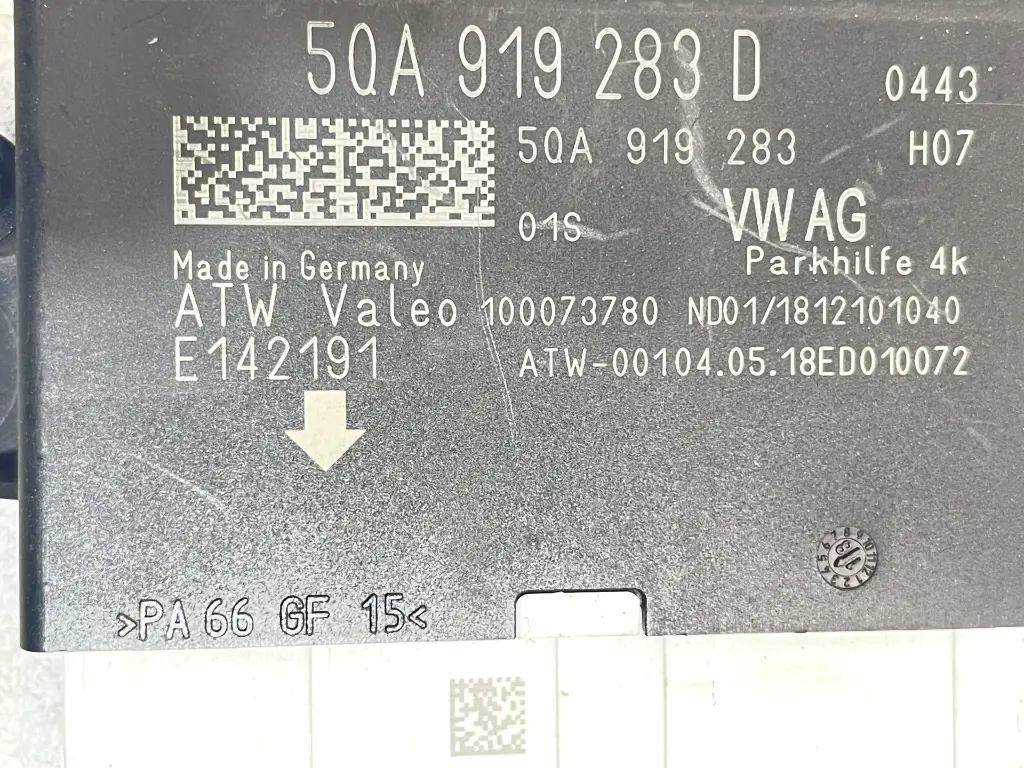 5QA 919 283 D
0443
5QA 919 283 H07
01S VW AG
Parkhilfe 4k
Made in Germany
ATW Valeo 100073780 ND01/1812101040
E142191 ATW-00104.05.18ED010072
>PA 66 GF 15<